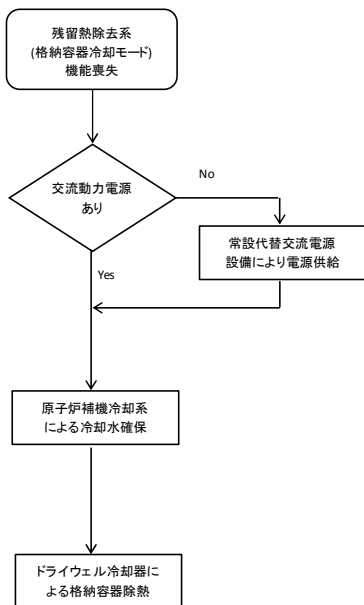 残留熱除去系
(格納容器冷却モード)
機能喪失
交流動力電源
あり
No
常設代替交流電源
設備により電源供給
Yes
原子炉補機冷却系
による冷却水確保
ドライウェル冷却器に
よる格納容器除熱